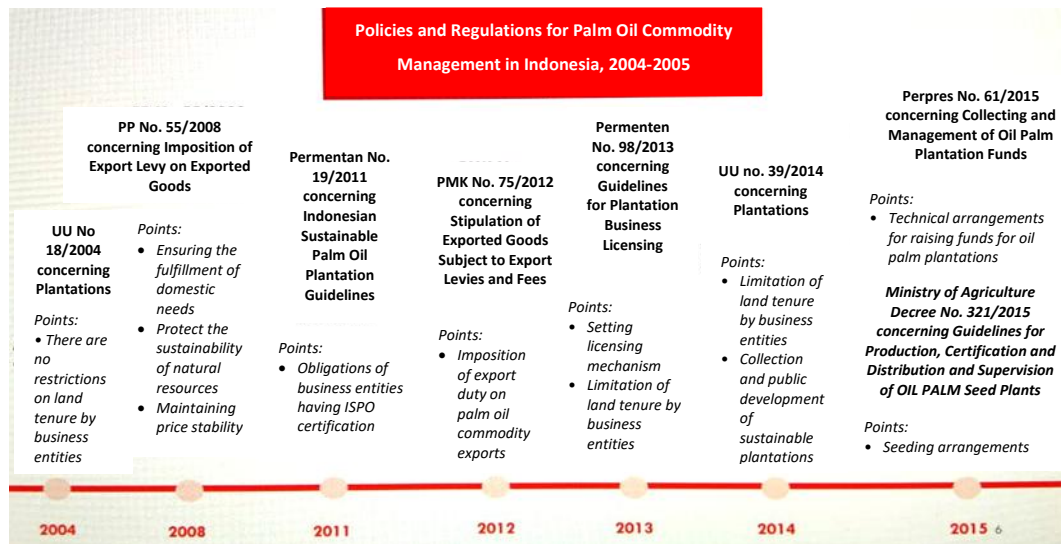 Policies and Regulations for Palm Oil Commodity
Management in Indonesia, 2004-2005
UU No
18/2004
concerning
Plantations
Points:
• There are
no
restrictions
on land
tenure by
business
entities
PP No. 55/2008
concerning Imposition of
Export Levy on Exported
Goods
Points:
• Ensuring the
fulfillment of
domestic
needs
• Protect the
sustainability
of natural
resources
• Maintaining
price stability
Permentan No.
19/2011
concerning
Indonesian
Sustainable
Palm Oil
Plantation
Guidelines
Points:
• Obligations of
business entities
having ISPO
certification
PMK No. 75/2012
concerning
Stipulation of
Exported Goods
Subject to Export
Levies and Fees
Points:
• Imposition
of export
duty on
palm oil
commodity
exports
Permenten
No. 98/2013
concerning
Guidelines
for Plantation
Business
Licensing
Points:
• Setting
licensing
mechanism
• Limitation of
land tenure by
business
entities
UU no. 39/2014
concerning
Plantations
Points:
• Limitation of
land tenure
by business
entities
• Collection
and public
development
of
sustainable
plantations
Perpres No. 61/2015
concerning Collecting and
Management of Oil Palm
Plantation Funds
Points:
• Technical arrangements
for raising funds for oil
palm plantations
Ministry of Agriculture
Decree No. 321/2015
concerning Guidelines for
Production, Certification and
Distribution and Supervision
of OIL PALM Seed Plants
Points:
• Seeding arrangements
2004
2008
2011
2012
2013
2014
2015
6